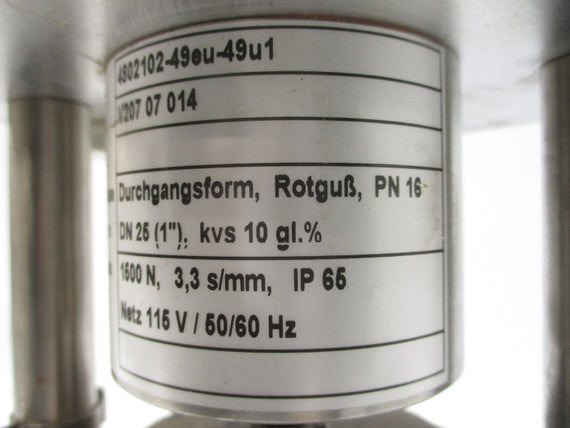 4802102-49eu-49u1
V207 07 014
Durchgangsform, Rotguß, PN 16
DN 25 (1"), kvs 10 gl.%
1500 N, 3,3 s/mm, IP 65
Netz 115 V / 50/60 Hz